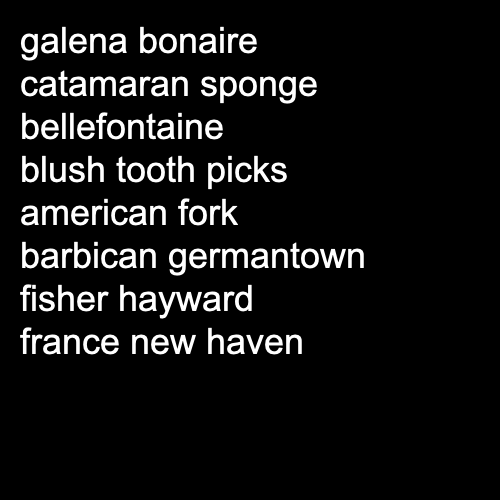 galena bonaire
catamaran sponge
bellefontaine
blush tooth picks
american fork
barbican germantown
fisher hayward
france new haven